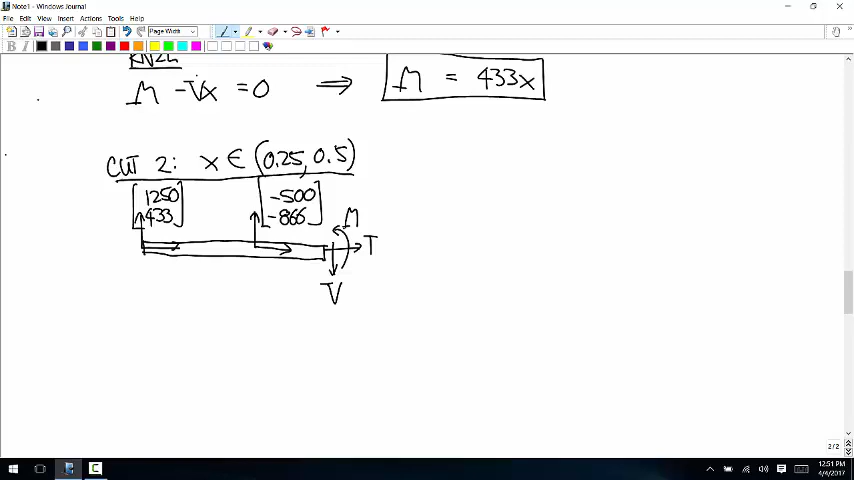 Note1 - Windows Journal
File Edit View Insert Actions Tools Help
Page Width
B I
M - Vx = 0 ⟹ M = 433x
CUT 2: x ∈ (0.25, 0.5)
[1250 [-500
433] -866]
M
T
V
2/2
12:51 PM
4/4/2017